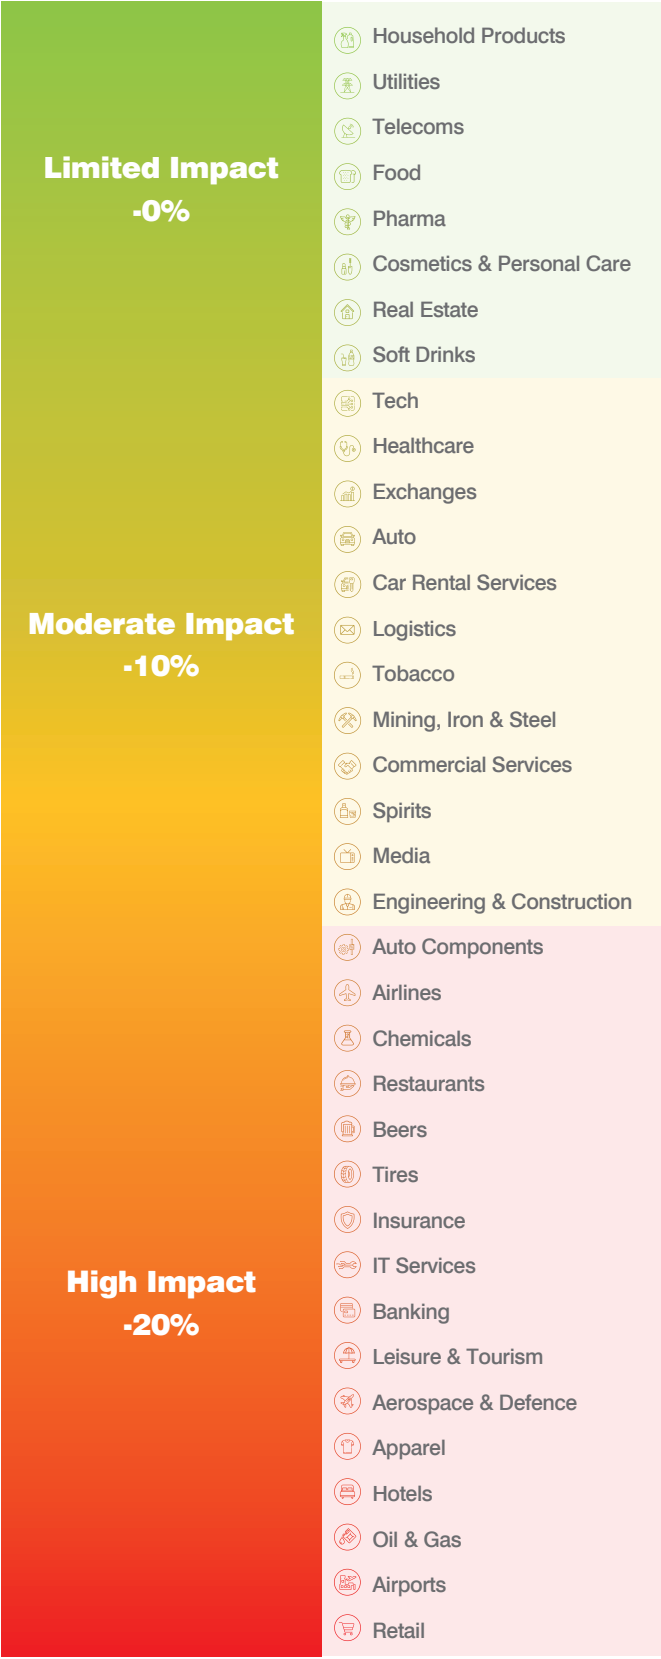 Limited Impact
-0%
Household Products
Utilities
Telecoms
Food
Pharma
Cosmetics & Personal Care
Real Estate
Soft Drinks
Moderate Impact
-10%
Tech
Healthcare
Exchanges
Auto
Car Rental Services
Logistics
Tobacco
Mining, Iron & Steel
Commercial Services
Spirits
Media
Engineering & Construction
High Impact
-20%
Auto Components
Airlines
Chemicals
Restaurants
Beers
Tires
Insurance
IT Services
Banking
Leisure & Tourism
Aerospace & Defence
Apparel
Hotels
Oil & Gas
Airports
Retail